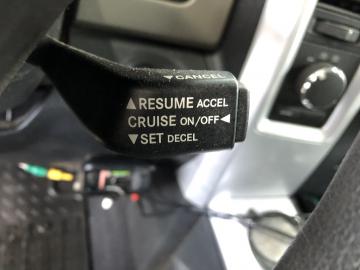 ▼CANCEL
▲RESUME ACCEL
CRUISE ON/OFF◀
▼SET DECEL